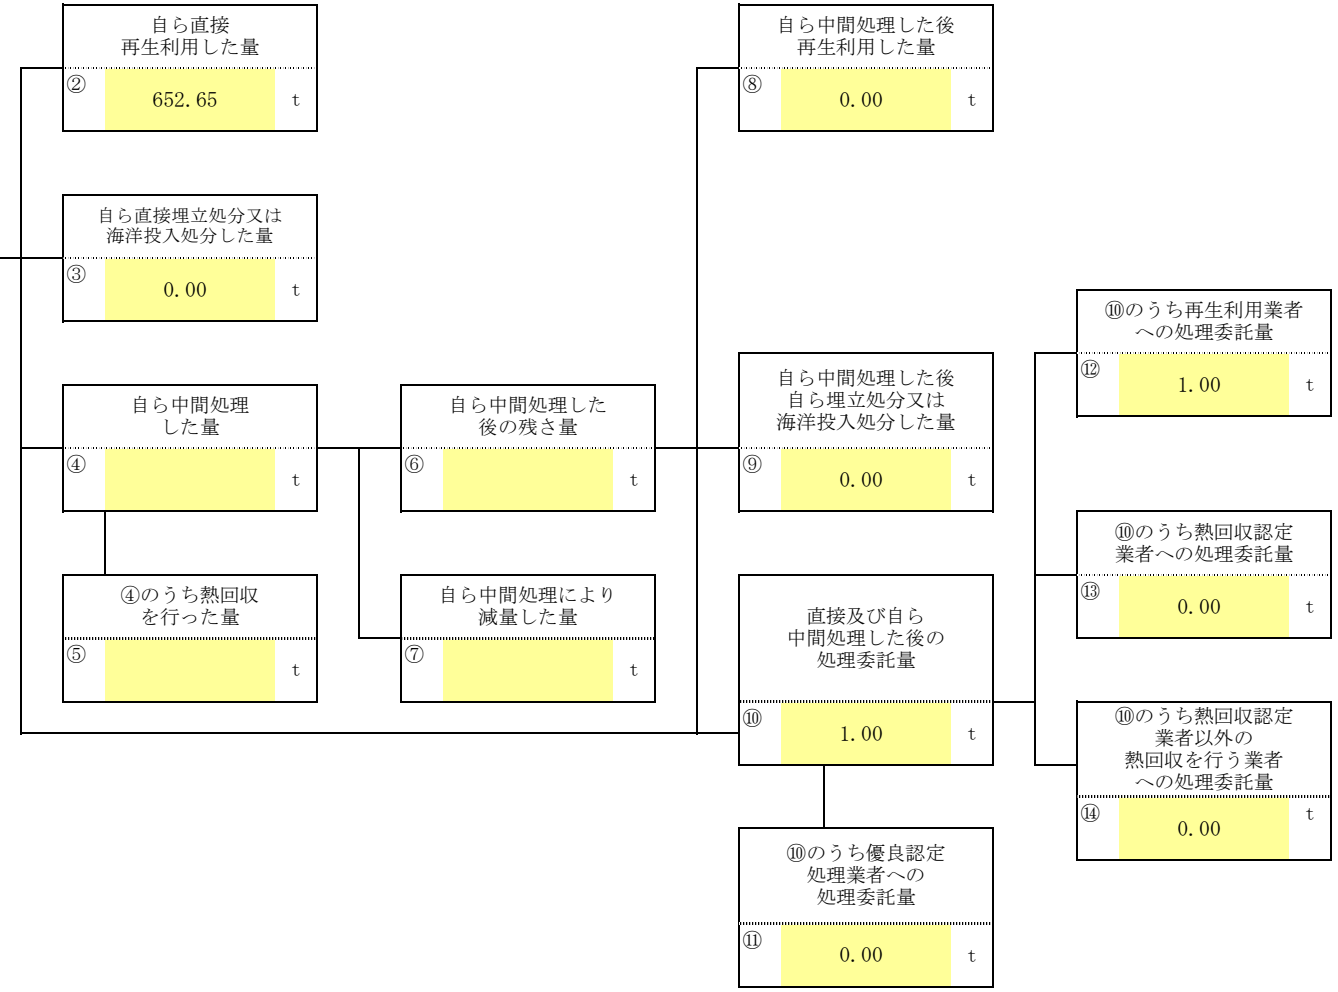 自ら直接
再生利用した量
②
652.65
t
自ら直接埋立処分又は
海洋投入処分した量
③
0.00
t
自ら中間処理
した量
④
t
④のうち熱回収
を行った量
⑤
t
自ら中間処理した
後の残さ量
⑥
t
自ら中間処理により
減量した量
⑦
t
自ら中間処理した後
再生利用した量
⑧
0.00
t
自ら中間処理した後
自ら埋立処分又は
海洋投入処分した量
⑨
0.00
t
直接及び自ら
中間処理した後の
処理委託量
⑩
1.00
t
⑩のうち優良認定
処理業者への
処理委託量
⑪
0.00
t
⑩のうち再生利用業者
への処理委託量
⑫
1.00
t
⑩のうち熱回収認定
業者への処理委託量
⑬
0.00
t
⑩のうち熱回収認定
業者以外の
熱回収を行う業者
への処理委託量
⑭
0.00
t